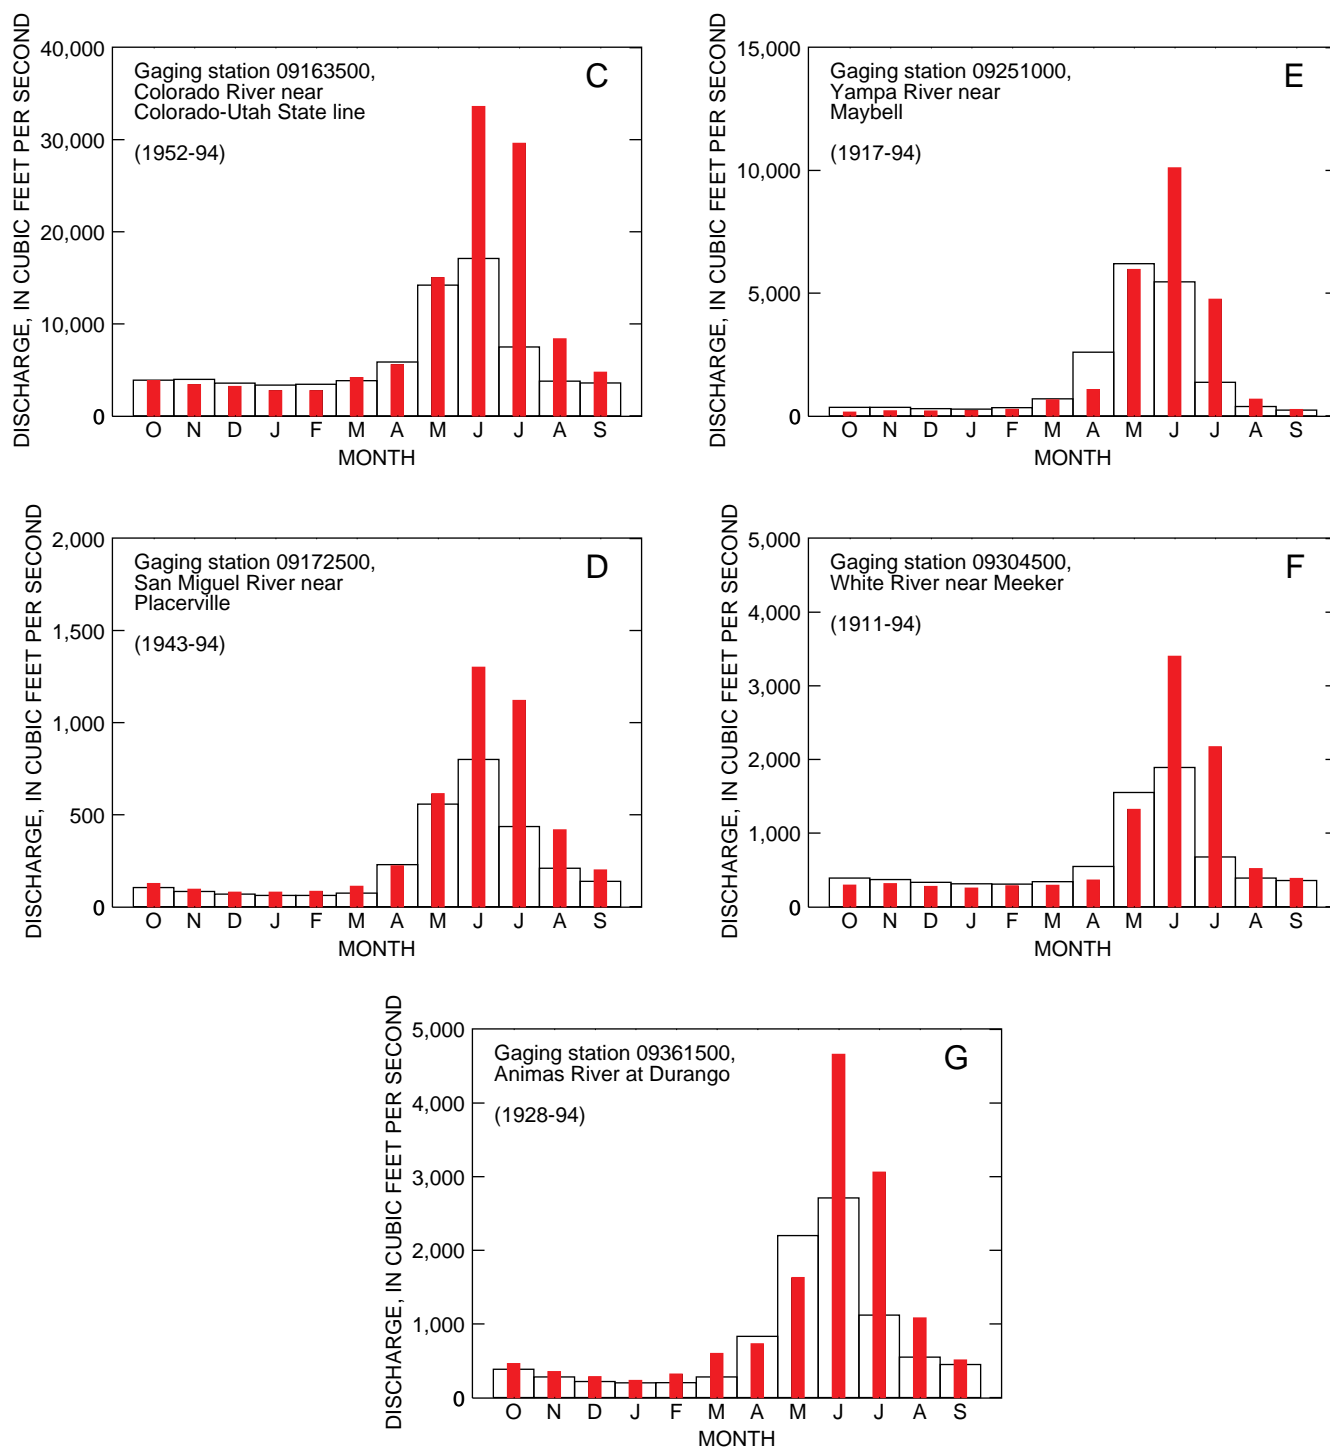 DISCHARGE, IN CUBIC FEET PER SECOND
40,000
30,000
20,000
10,000
0
Gaging station 09163500,
Colorado River near
Colorado-Utah State line
(1952-94)
C
O N D J F M A M J J A S
MONTH
DISCHARGE, IN CUBIC FEET PER SECOND
15,000
10,000
5,000
0
Gaging station 09251000,
Yampa River near
Maybell
(1917-94)
E
O N D J F M A M J J A S
MONTH
DISCHARGE, IN CUBIC FEET PER SECOND
2,000
1,500
1,000
500
0
Gaging station 09172500,
San Miguel River near
Placerville
(1943-94)
D
O N D J F M A M J J A S
MONTH
DISCHARGE, IN CUBIC FEET PER SECOND
5,000
4,000
3,000
2,000
1,000
0
Gaging station 09304500,
White River near Meeker
(1911-94)
F
O N D J F M A M J J A S
MONTH
DISCHARGE, IN CUBIC FEET PER SECOND
5,000
4,000
3,000
2,000
1,000
0
Gaging station 09361500,
Animas River at Durango
(1928-94)
G
O N D J F M A M J J A S
MONTH